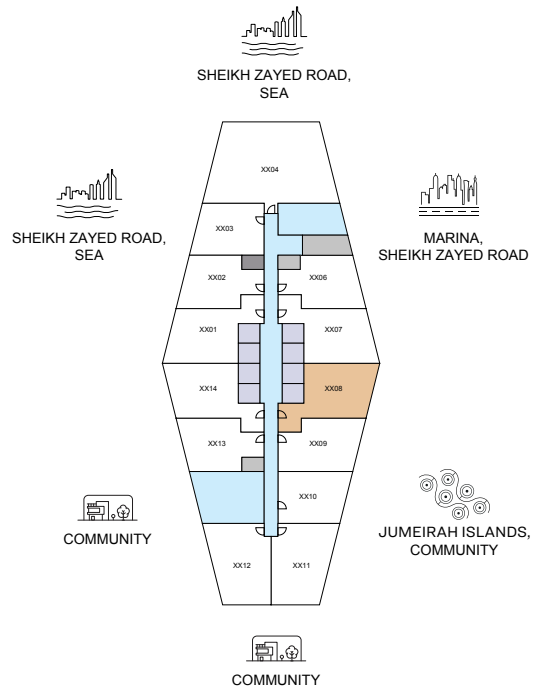 SHEIKH ZAYED ROAD,
SEA
XX04
SHEIKH ZAYED ROAD,
SEA
XX03
MARINA,
SHEIKH ZAYED ROAD
XX02
XX06
XX01
XX07
XX14
XX08
XX13
XX09
XX10
COMMUNITY
JUMEIRAH ISLANDS,
COMMUNITY
XX12
XX11
COMMUNITY